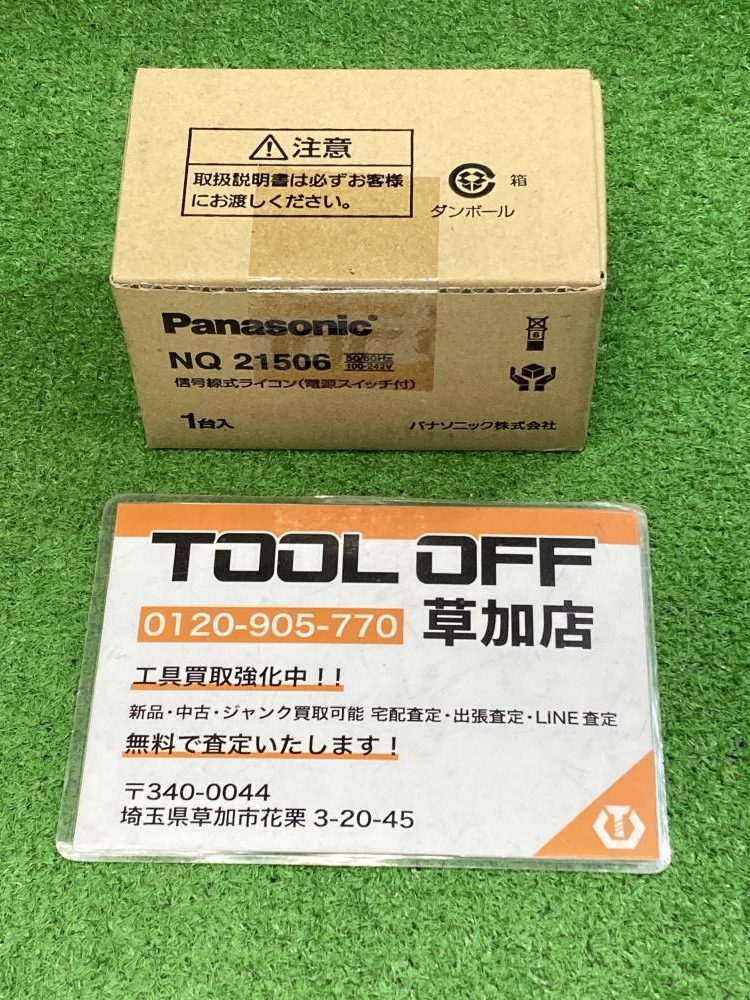 注意
取扱説明書は必ずお客様
にお渡しください。
箱
ダンボール
Panasonic
NQ 21506 50/60Hz 100-242V
信号線式ライコン(電源スイッチ付)
6
1台入
パナソニック株式会社
TOOL OFF
0120-905-770 草加店
工具買取強化中！！
新品・中古・ジャンク買取可能 宅配査定・出張査定・LINE査定
無料で査定いたします！
〒340-0044
埼玉県草加市花栗 3-20-45